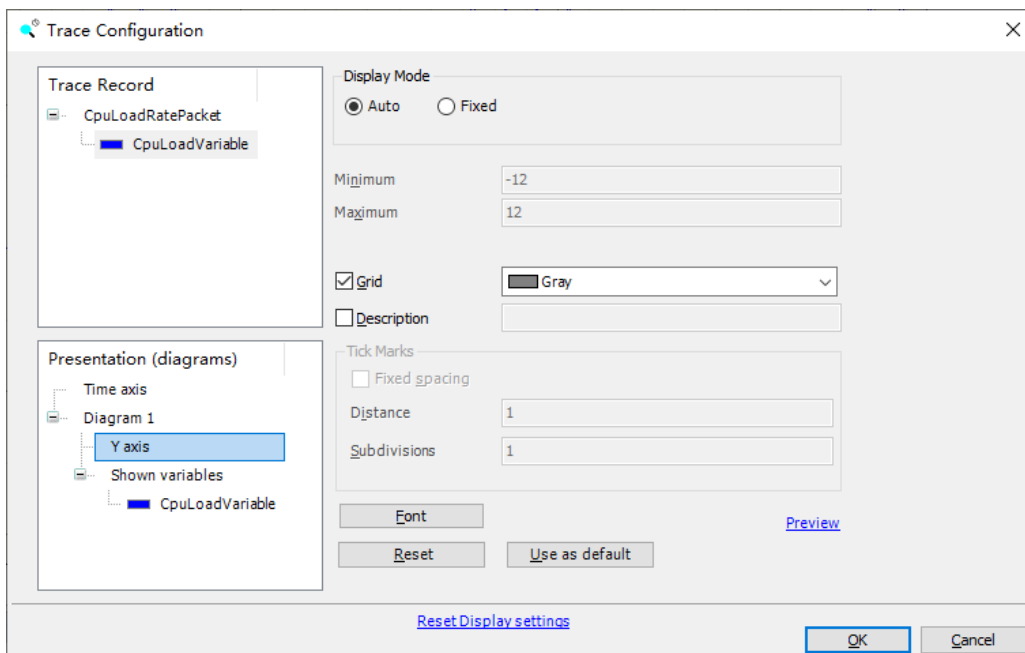 Trace Configuration
Trace Record
CpuLoadRatePacket
CpuLoadVariable
Display Mode
Auto
Fixed
Minimum
-12
Maximum
12
Grid
Gray
Description
Presentation (diagrams)
Time axis
Diagram 1
Y axis
Shown variables
CpuLoadVariable
Tick Marks
Fixed spacing
Distance
1
Subdivisions
1
Font
Preview
Reset
Use as default
Reset Display settings
OK
Cancel